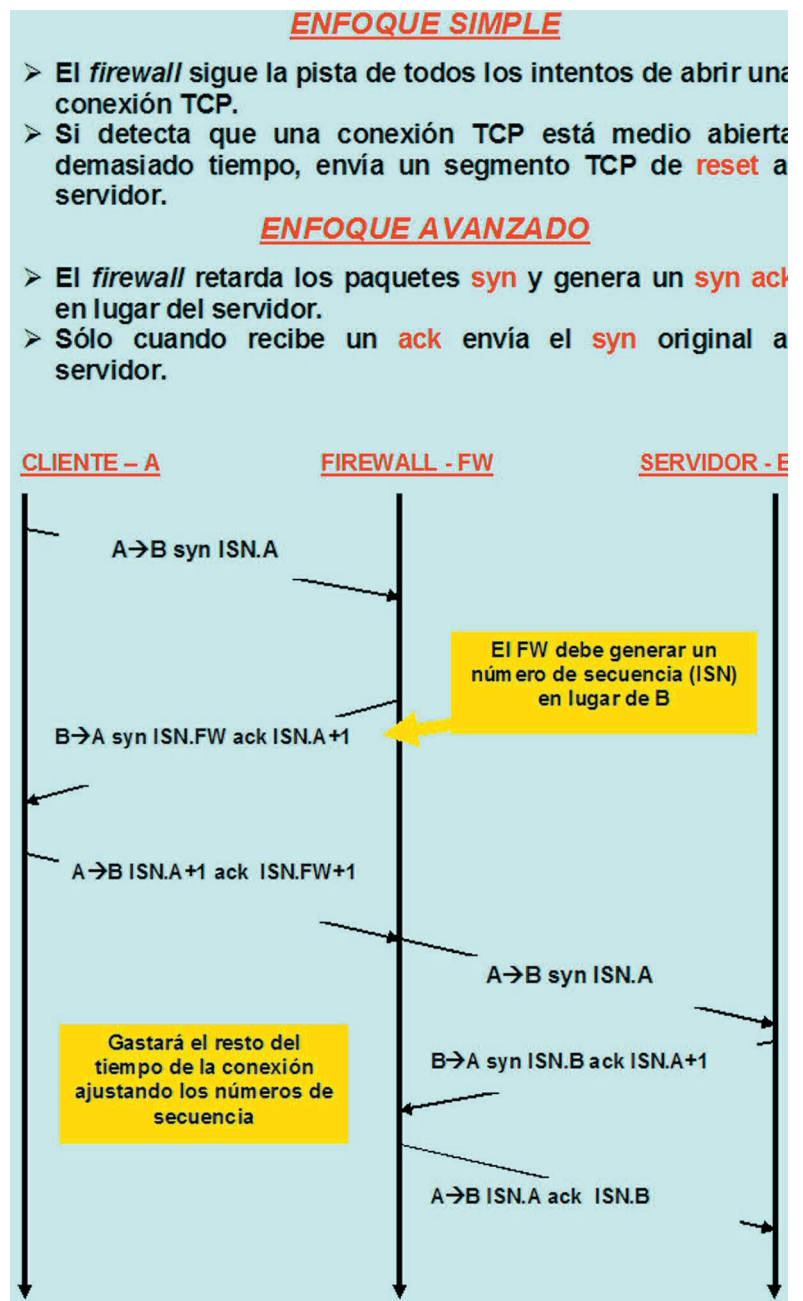 ENFOQUE SIMPLE
➢ El firewall sigue la pista de todos los intentos de abrir una
conexión TCP.
➢ Si detecta que una conexión TCP está medio abierta
demasiado tiempo, envía un segmento TCP de reset a
servidor.
ENFOQUE AVANZADO
➢ El firewall retarda los paquetes syn y genera un syn ack
en lugar del servidor.
➢ Sólo cuando recibe un ack envía el syn original a
servidor.
CLIENTE – A FIREWALL - FW SERVIDOR -
A→B syn ISN.A
El FW debe generar un
número de secuencia (ISN)
en lugar de B
B→A syn ISN.FW ack ISN.A+1
A→B ISN.A+1 ack ISN.FW+1
A→B syn ISN.A
Gastará el resto del
tiempo de la conexión
ajustando los números de
secuencia
B→A syn ISN.B ack ISN.A+1
A→B ISN.A ack ISN.B